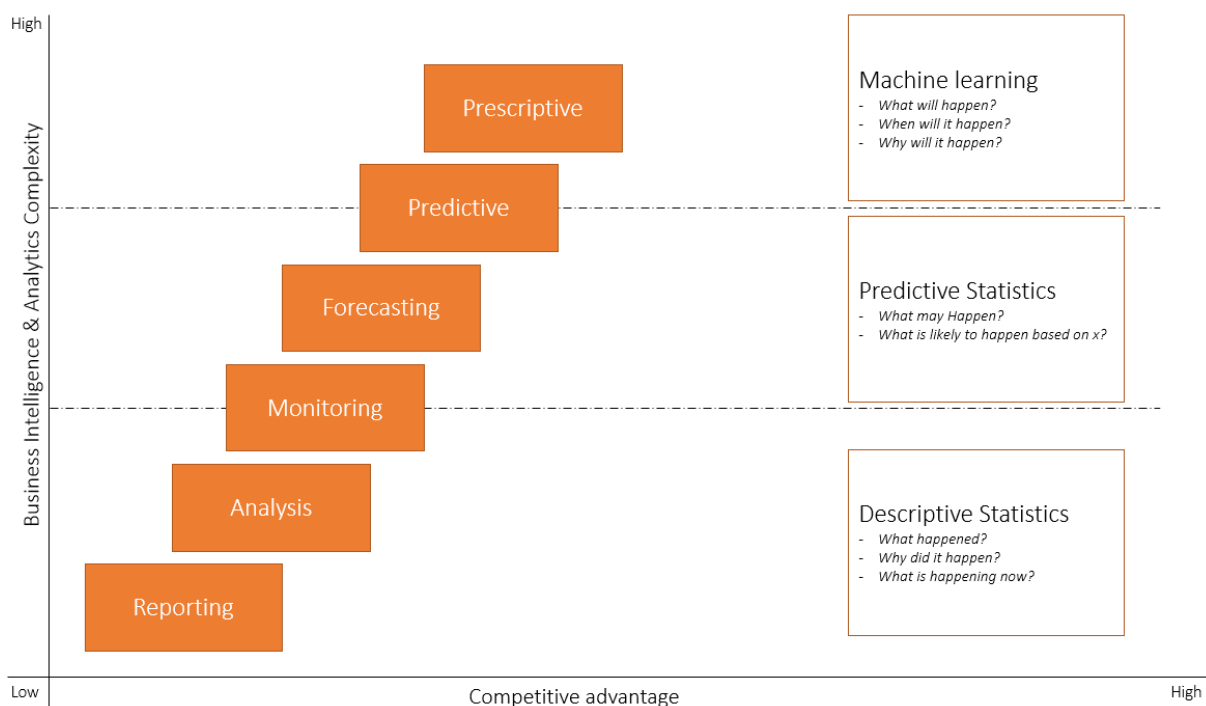 High
Business Intelligence & Analytics Complexity
Prescriptive
Predictive
Forecasting
Monitoring
Analysis
Reporting
Machine learning
- What will happen?
- When will it happen?
- Why will it happen?
Predictive Statistics
- What may Happen?
- What is likely to happen based on x?
Descriptive Statistics
- What happened?
- Why did it happen?
- What is happening now?
Low
Competitive advantage
High